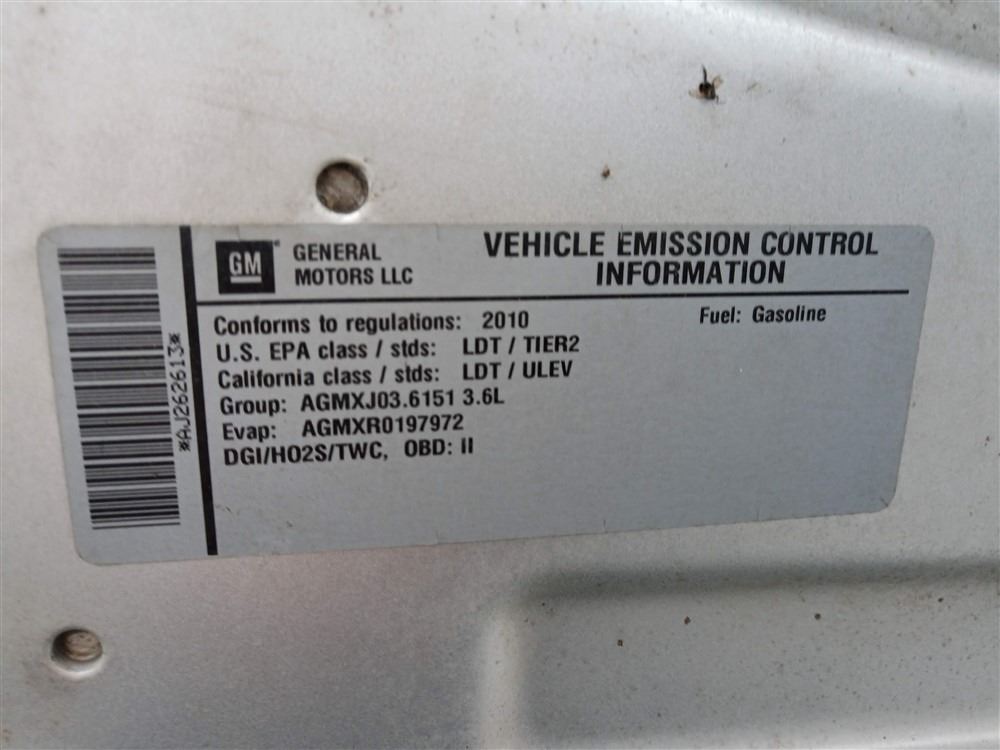 GM
GENERAL
MOTORS LLC
VEHICLE EMISSION CONTROL
INFORMATION
Conforms to regulations: 2010
Fuel: Gasoline
U.S. EPA class / stds: LDT / TIER2
California class / stds: LDT / ULEV
Group: AGMXJ03.6151 3.6L
Evap: AGMXR0197972
DGI/HO2S/TWC, OBD: II
*AJ262613*